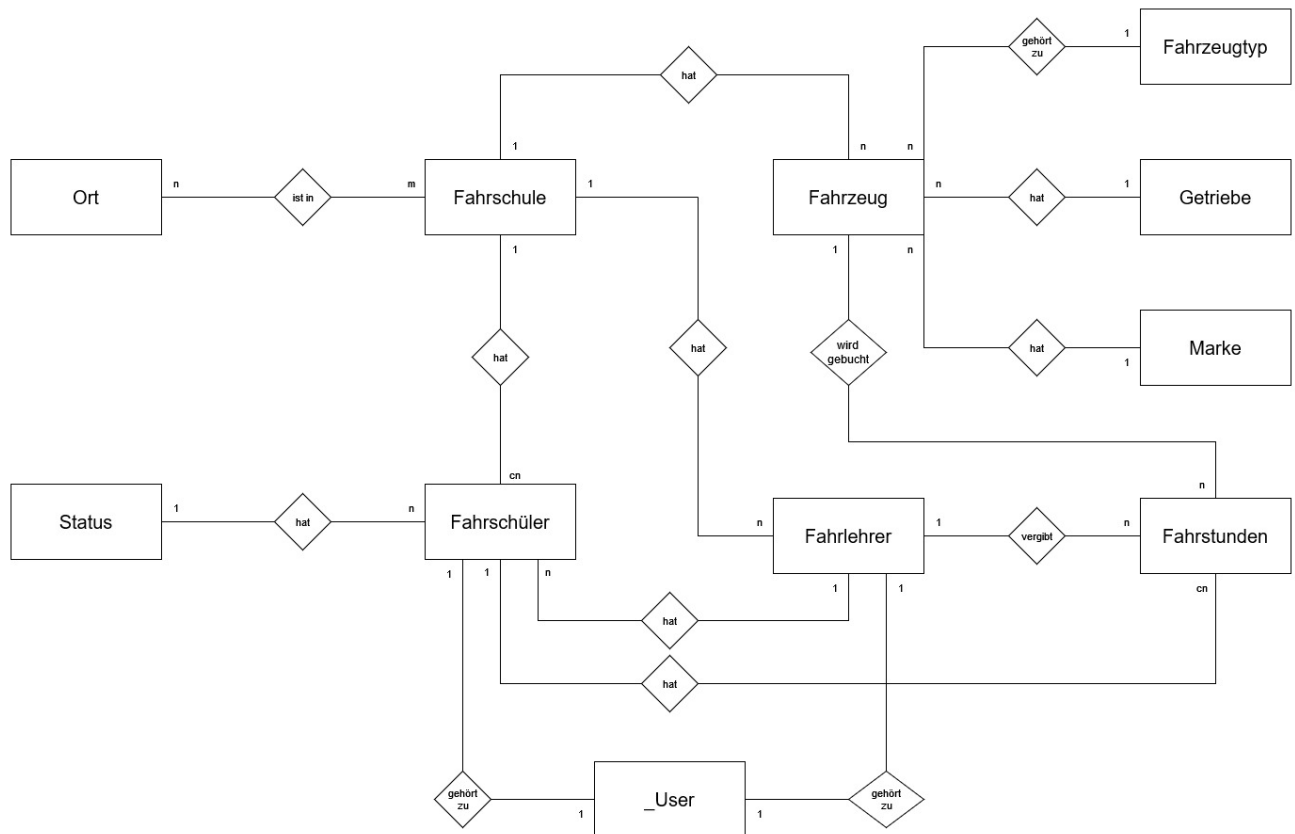 gehört
zu
1
Fahrzeugtyp
hat
1
n
n
Ort
n
ist in
m
Fahrschule
1
Fahrzeug
n
hat
1
Getriebe
1
1
n
hat
hat
wird
gebucht
hat
1
Marke
cn
n
Status
1
hat
n
Fahrschüler
n
Fahrlehrer
1
vergibt
n
Fahrstunden
1
1
n
1
1
cn
hat
hat
gehört
zu
1
_User
1
gehört
zu